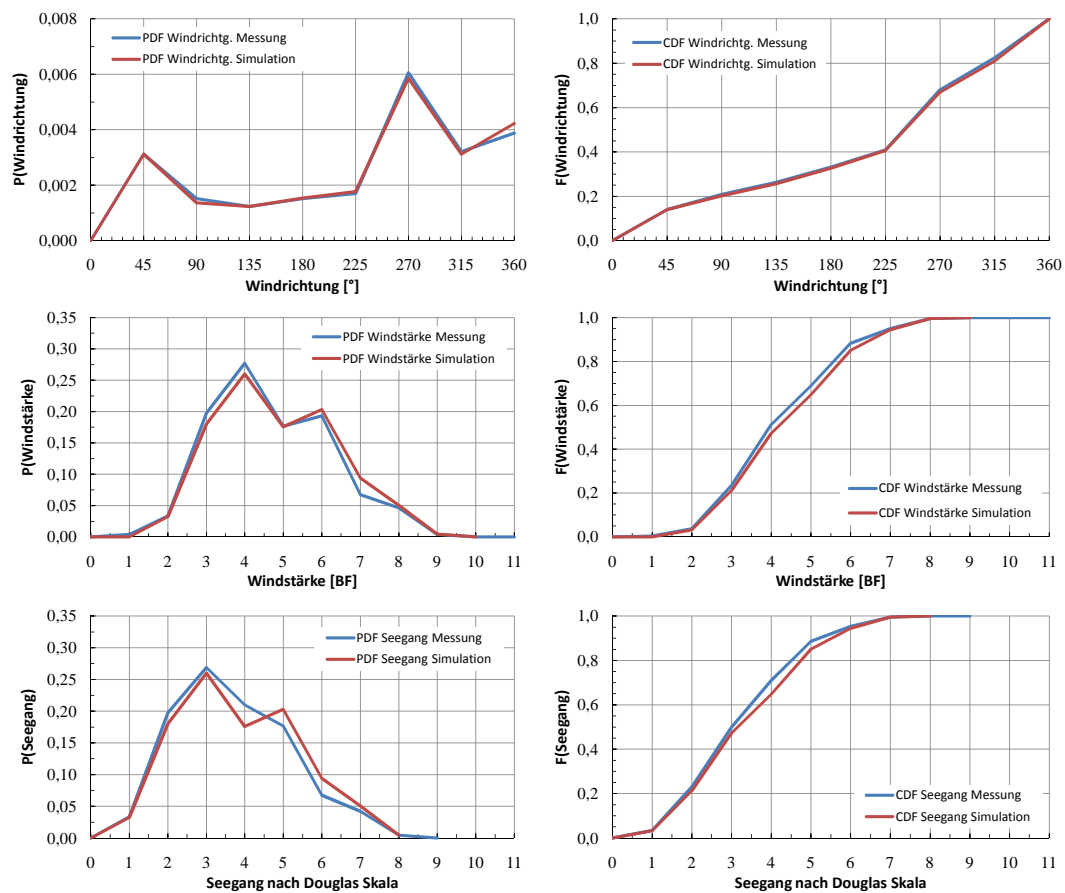 0,008
0,006
0,004
0,002
0,000
P(Windrichtung)
PDF Windrichtg. Messung
PDF Windrichtg. Simulation
0 45 90 135 180 225 270 315 360
Windrichtung [°]
1,0
0,8
0,6
0,4
0,2
0,0
F(Windrichtung)
CDF Windrichtg. Messung
CDF Windrichtg. Simulation
0 45 90 135 180 225 270 315 360
Windrichtung [°]
0,35
0,30
0,25
0,20
0,15
0,10
0,05
0,00
P(Windstärke)
PDF Windstärke Messung
PDF Windstärke Simulation
0 1 2 3 4 5 6 7 8 9 10 11
Windstärke [BF]
1,0
0,8
0,6
0,4
0,2
0,0
F(Windstärke)
CDF Windstärke Messung
CDF Windstärke Simulation
0 1 2 3 4 5 6 7 8 9 10 11
Windstärke [BF]
0,35
0,30
0,25
0,20
0,15
0,10
0,05
0,00
P(Seegang)
PDF Seegang Messung
PDF Seegang Simulation
0 1 2 3 4 5 6 7 8 9 10 11
Seegang nach Douglas Skala
1,0
0,8
0,6
0,4
0,2
0,0
F(Seegang)
CDF Seegang Messung
CDF Seegang Simulation
0 1 2 3 4 5 6 7 8 9 10 11
Seegang nach Douglas Skala